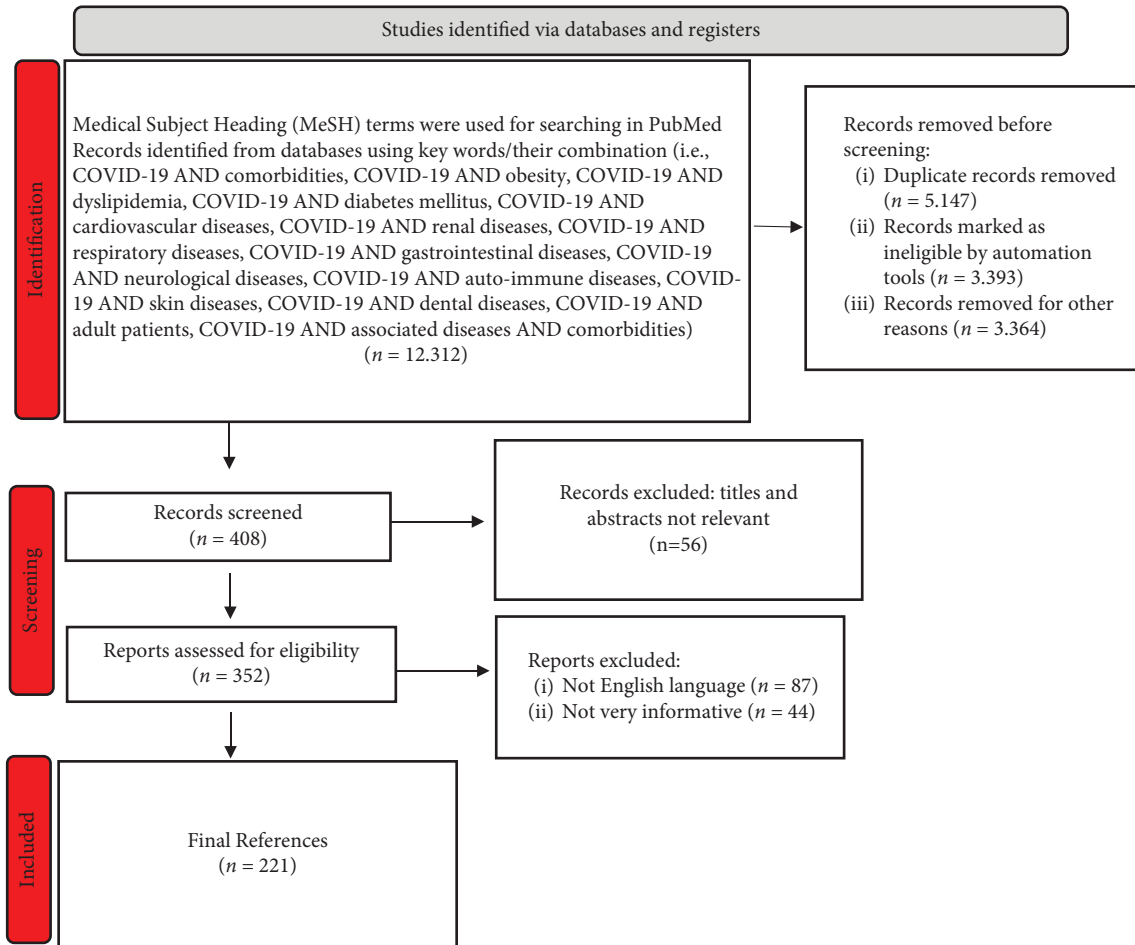 Studies identified via databases and registers
Identification
Medical Subject Heading (MeSH) terms were used for searching in PubMed
Records identified from databases using key words/their combination (i.e.,
COVID-19 AND comorbidities, COVID-19 AND obesity, COVID-19 AND
dyslipidemia, COVID-19 AND diabetes mellitus, COVID-19 AND
cardiovascular diseases, COVID-19 AND renal diseases, COVID-19 AND
respiratory diseases, COVID-19 AND gastrointestinal diseases, COVID-19
AND neurological diseases, COVID-19 AND auto-immune diseases, COVID-
19 AND skin diseases, COVID-19 AND dental diseases, COVID-19 AND
adult patients, COVID-19 AND associated diseases AND comorbidities)
(n = 12.312)
Records removed before
screening:
(i) Duplicate records removed
(n = 5.147)
(ii) Records marked as
ineligible by automation
tools (n = 3.393)
(iii) Records removed for other
reasons (n = 3.364)
Screening
Records screened
(n = 408)
Records excluded: titles and
abstracts not relevant
(n=56)
Reports assessed for eligibility
(n = 352)
Reports excluded:
(i) Not English language (n = 87)
(ii) Not very informative (n = 44)
Included
Final References
(n = 221)